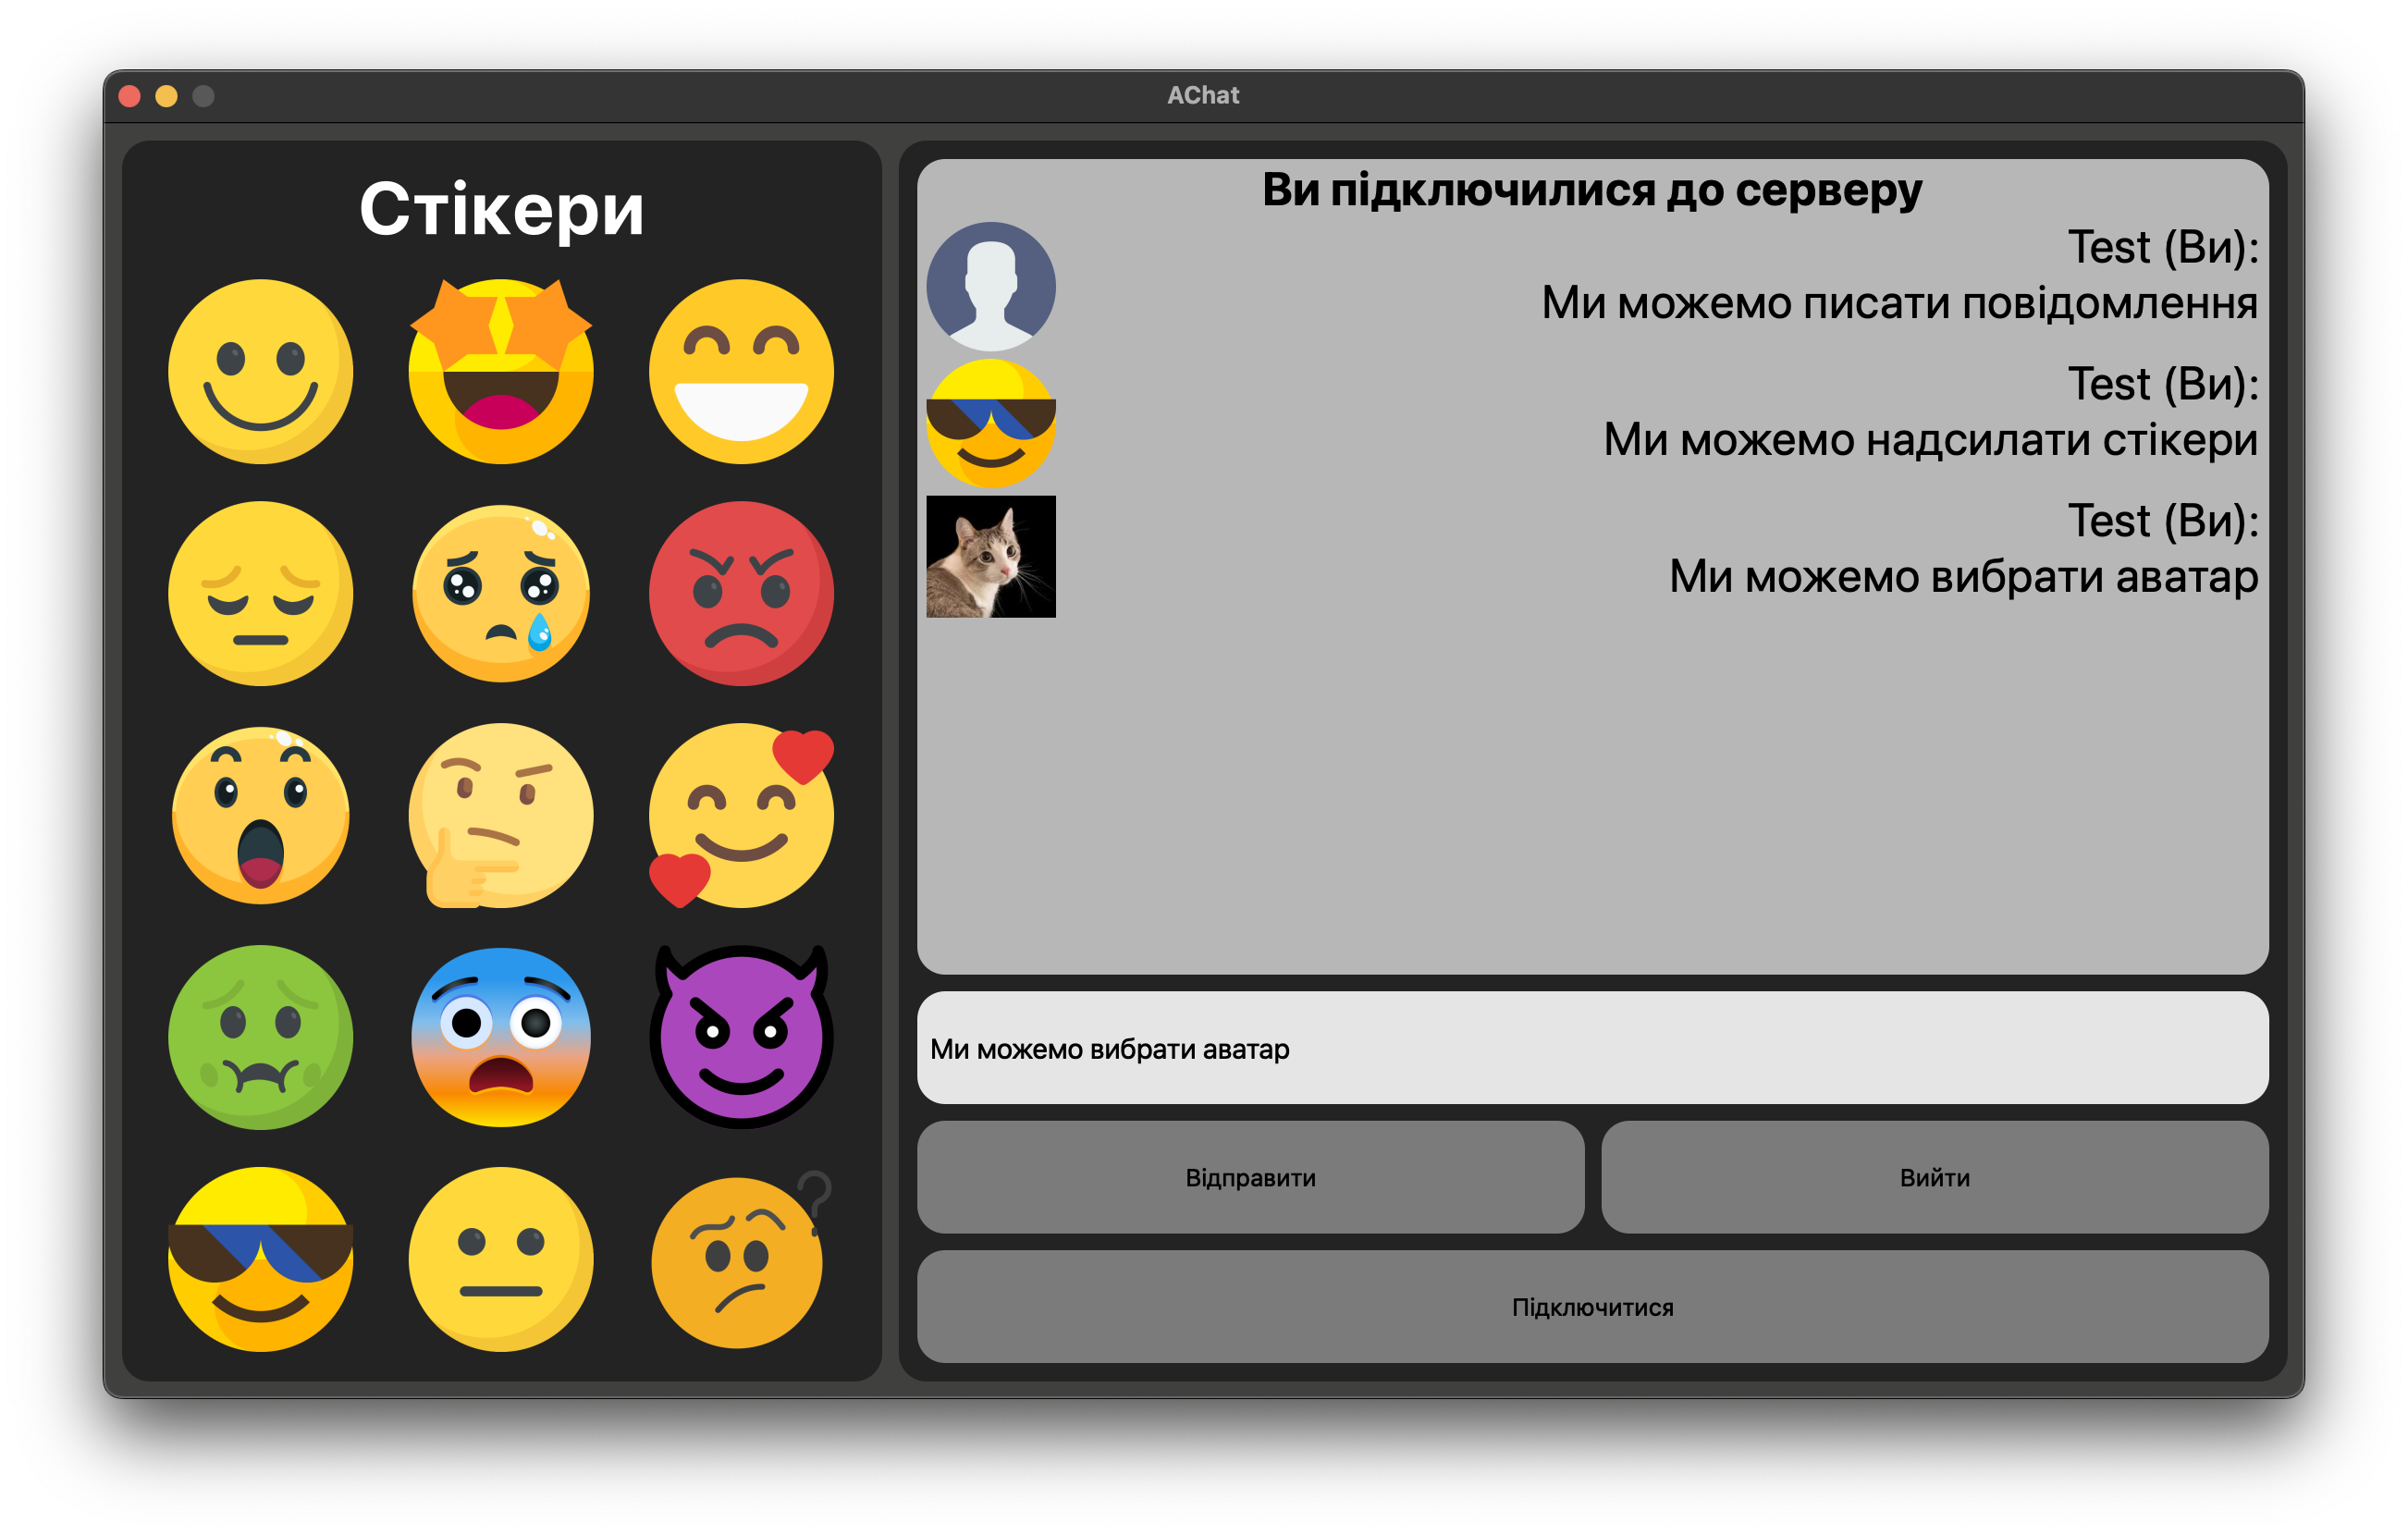 AChat
Стікери
Ви підключилися до серверу
Test (Ви):
Ми можемо писати повідомлення
Test (Ви):
Ми можемо надсилати стікери
Test (Ви):
Ми можемо вибрати аватар
Ми можемо вибрати аватар
Відправити
Вийти
Підключитися